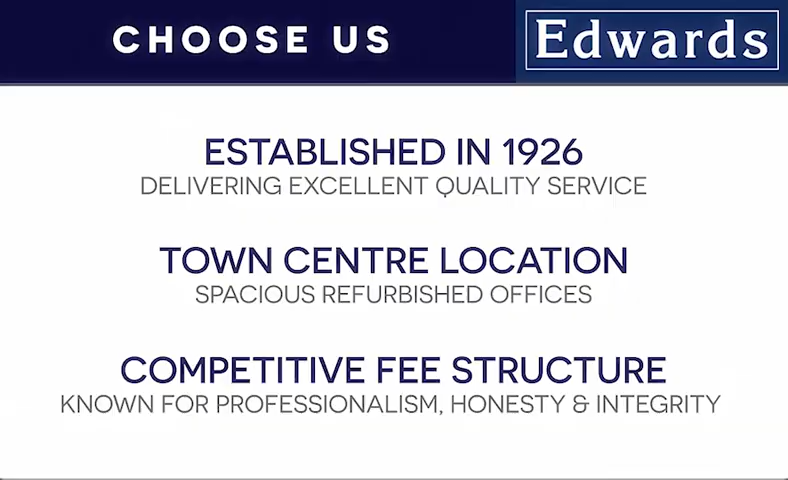 CHOOSE US
Edwards
ESTABLISHED IN 1926
DELIVERING EXCELLENT QUALITY SERVICE
TOWN CENTRE LOCATION
SPACIOUS REFURBISHED OFFICES
COMPETITIVE FEE STRUCTURE
KNOWN FOR PROFESSIONALISM, HONESTY & INTEGRITY